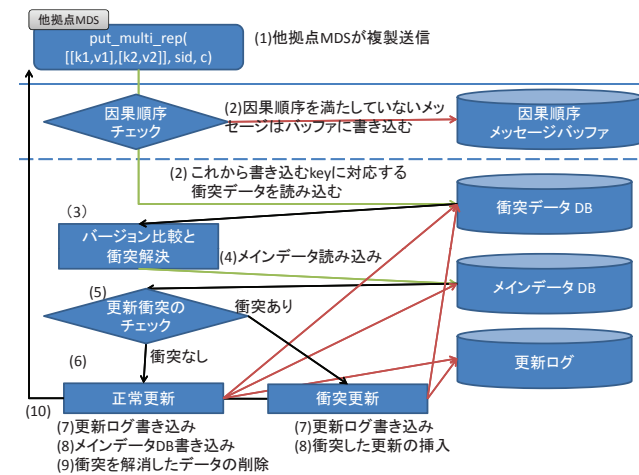 他拠点MDS
put_multi_rep(
[[k1,v1],[k2,v2]], sid, c)
(1)他拠点MDSが複製送信
因果順序
チェック
(2)因果順序を満たしていないメッ
セージはバッファに書き込む
因果順序
メッセージバッファ
(2) これから書き込むkeyに対応する
衝突データを読み込む
衝突データ DB
(3)
バージョン比較と
衝突解決
(4)メインデータ読み込み
メインデータ DB
(5)
更新衝突の
チェック
衝突あり
衝突なし
更新ログ
(6)
正常更新
衝突更新
(10)
(7)更新ログ書き込み
(8)メインデータDB書き込み
(9)衝突を解消したデータの削除
(7)更新ログ書き込み
(8)衝突した更新の挿入